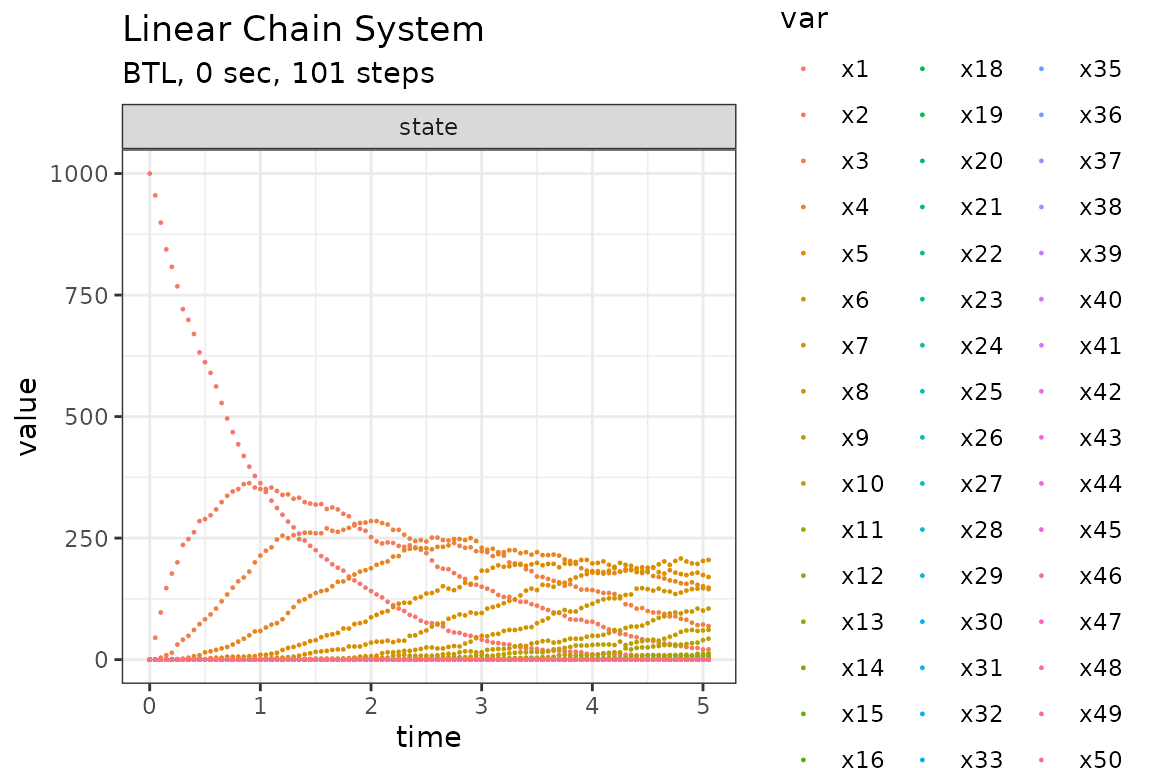 Linear Chain System
BTL, 0 sec, 101 steps
state
value
1000
750
500
250
0
0 1 2 3 4 5
time
var
x1 x18 x35
x2 x19 x36
x3 x20 x37
x4 x21 x38
x5 x22 x39
x6 x23 x40
x7 x24 x41
x8 x25 x42
x9 x26 x43
x10 x27 x44
x11 x28 x45
x12 x29 x46
x13 x30 x47
x14 x31 x48
x15 x32 x49
x16 x33 x50